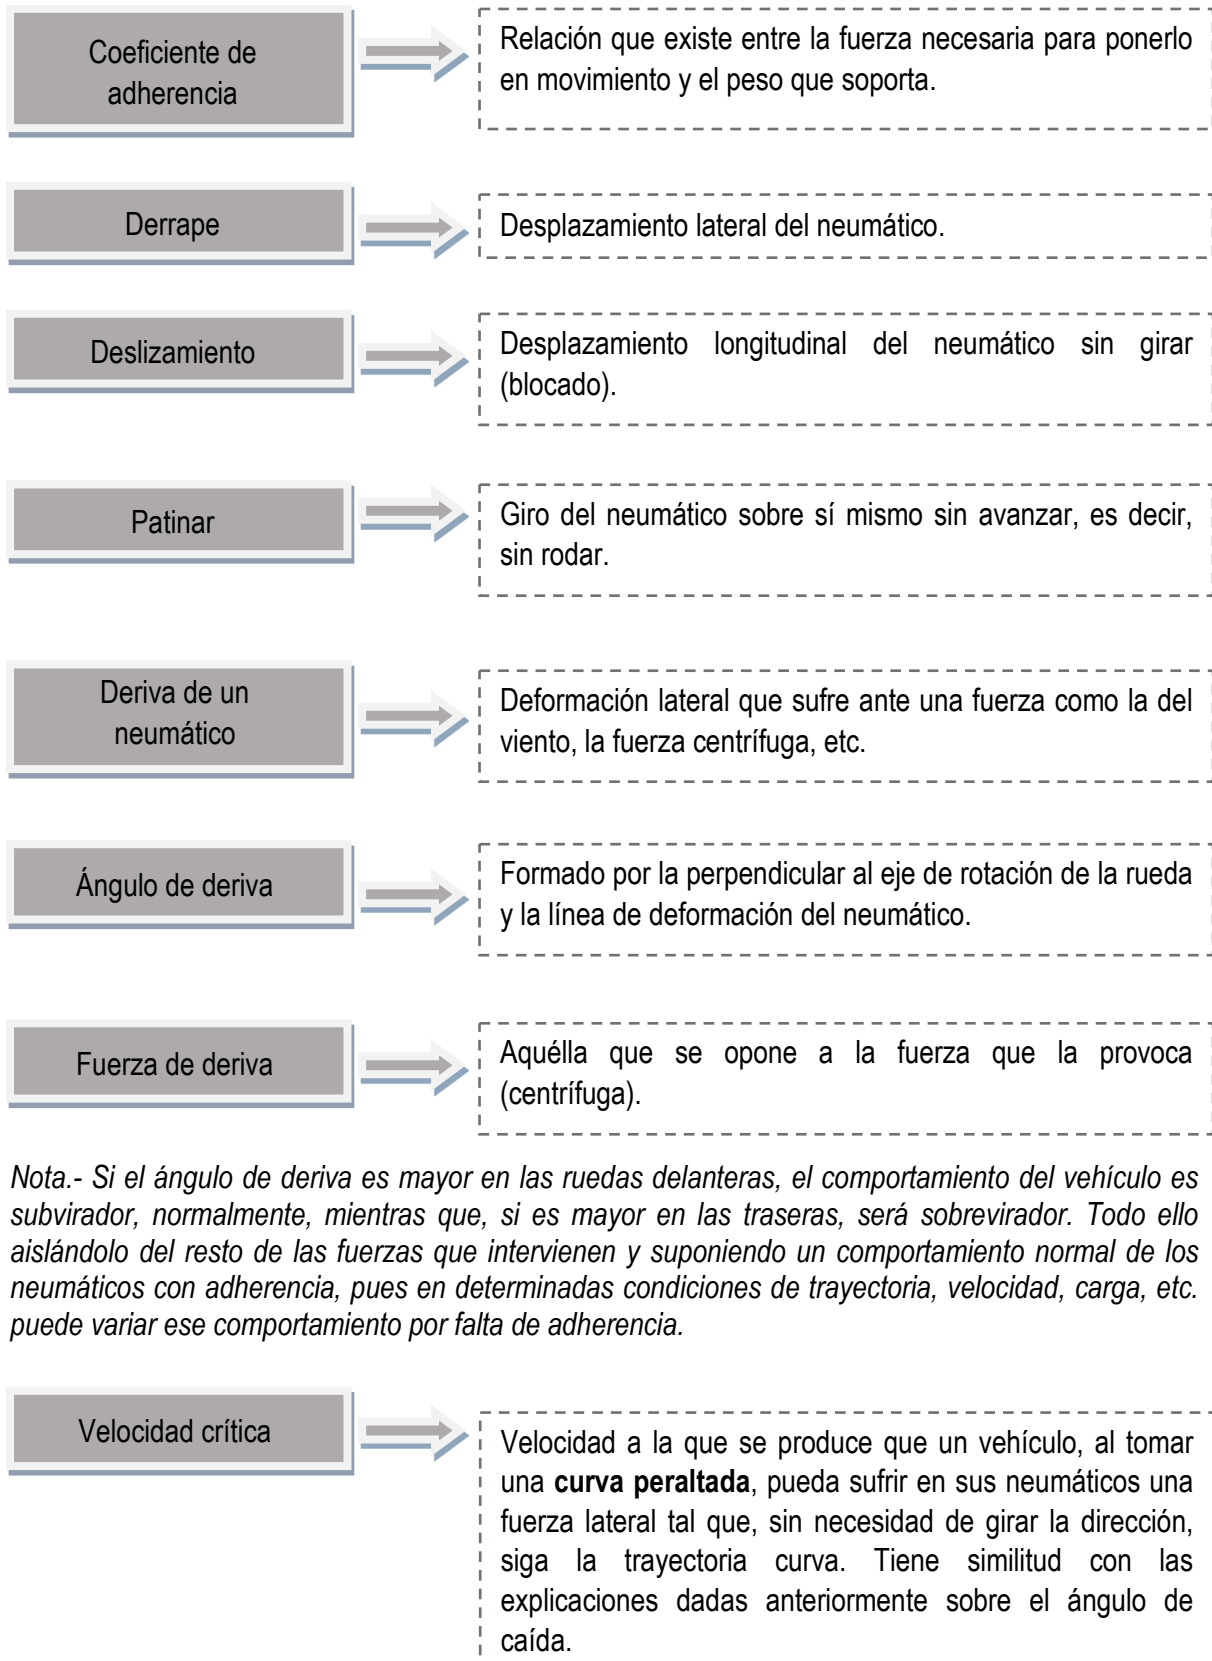 Coeficiente de
adherencia
Relación que existe entre la fuerza necesaria para ponerlo
en movimiento y el peso que soporta.
Derrape
Desplazamiento lateral del neumático.
Deslizamiento
Desplazamiento longitudinal del neumático sin girar
(blocado).
Patinar
Giro del neumático sobre sí mismo sin avanzar, es decir,
sin rodar.
Deriva de un
neumático
Deformación lateral que sufre ante una fuerza como la del
viento, la fuerza centrífuga, etc.
Ángulo de deriva
Formado por la perpendicular al eje de rotación de la rueda
y la línea de deformación del neumático.
Fuerza de deriva
Aquélla que se opone a la fuerza que la provoca
(centrífuga).
Nota.- Si el ángulo de deriva es mayor en las ruedas delanteras, el comportamiento del vehículo es
subvirador, normalmente, mientras que, si es mayor en las traseras, será sobrevirador. Todo ello
aislándolo del resto de las fuerzas que intervienen y suponiendo un comportamiento normal de los
neumáticos con adherencia, pues en determinadas condiciones de trayectoria, velocidad, carga, etc.
puede variar ese comportamiento por falta de adherencia.
Velocidad crítica
Velocidad a la que se produce que un vehículo, al tomar
una curva peraltada, pueda sufrir en sus neumáticos una
fuerza lateral tal que, sin necesidad de girar la dirección,
siga la trayectoria curva. Tiene similitud con las
explicaciones dadas anteriormente sobre el ángulo de
caída.